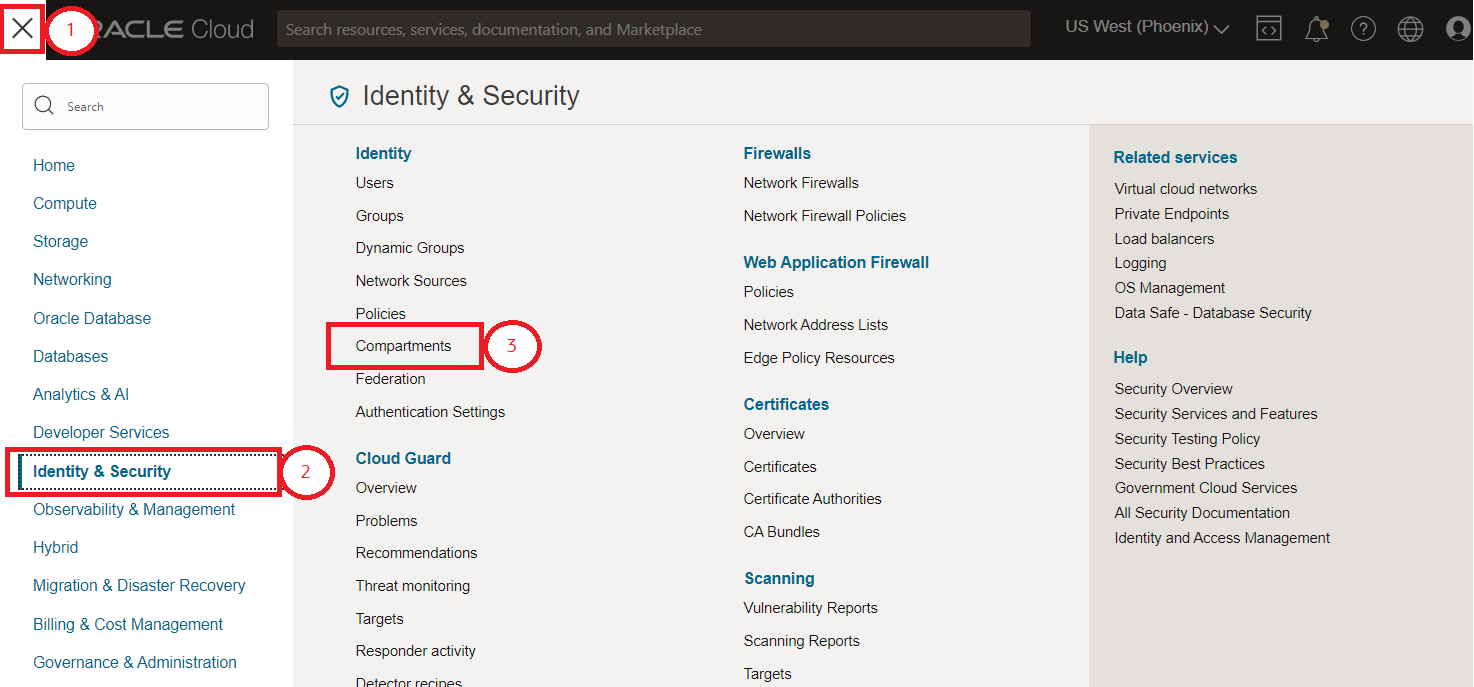 1
RACLE Cloud
Search resources, services, documentation, and Marketplace
US West (Phoenix)
Search
Home
Compute
Storage
Networking
Oracle Database
Databases
Analytics & AI
Developer Services
Identity & Security
2
Observability & Management
Hybrid
Migration & Disaster Recovery
Billing & Cost Management
Governance & Administration
Identity & Security
Identity
Users
Groups
Dynamic Groups
Network Sources
Policies
Compartments
3
Federation
Authentication Settings
Cloud Guard
Overview
Problems
Recommendations
Threat monitoring
Targets
Responder activity
Detector recipes
Firewalls
Network Firewalls
Network Firewall Policies
Web Application Firewall
Policies
Network Address Lists
Edge Policy Resources
Certificates
Overview
Certificates
Certificate Authorities
CA Bundles
Scanning
Vulnerability Reports
Scanning Reports
Targets
Related services
Virtual cloud networks
Private Endpoints
Load balancers
Logging
OS Management
Data Safe - Database Security
Help
Security Overview
Security Services and Features
Security Testing Policy
Security Best Practices
Government Cloud Services
All Security Documentation
Identity and Access Management